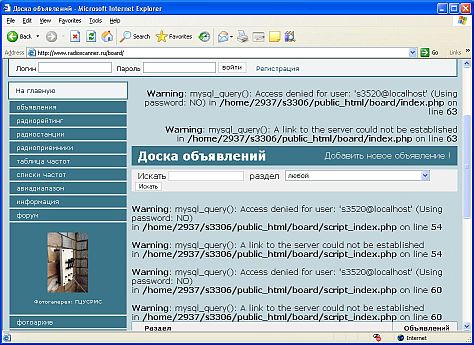 Доска объявлений - Microsoft Internet Explorer
File Edit View Favorites Tools Help
Back Search Favorites
Address http://www.radioscanner.ru/board/ Go Links
Логин Пароль войти Регистрация
На главную
объявления
радиорейтинг
радиостанции
радиоприемники
таблица частот
списки частот
авиадиапазон
информация
форум
Фотогалерея: ПЦУСРМС
фотоархив
Warning: mysql_query(): Access denied for user: 's3520@localhost' (Using
password: NO) in /home/2937/s3306/public_html/board/index.php on
line 63
Warning: mysql_query(): A link to the server could not be established
in /home/2937/s3306/public_html/board/index.php on line 63
Доска объявлений Добавить новое объявление !
Искать раздел любой
Искать
Warning: mysql_query(): Access denied for user: 's3520@localhost' (Using
password: NO)
in /home/2937/s3306/public_html/board/script_index.php on line 54
Warning: mysql_query(): A link to the server could not be established
in /home/2937/s3306/public_html/board/script_index.php on line 54
Warning: mysql_query(): Access denied for user: 's3520@localhost' (Using
password: NO)
in /home/2937/s3306/public_html/board/script_index.php on line 60
Warning: mysql_query(): A link to the server could not be established
in /home/2937/s3306/public_html/board/script_index.php on line 60
Раздел Объявлений
Internet